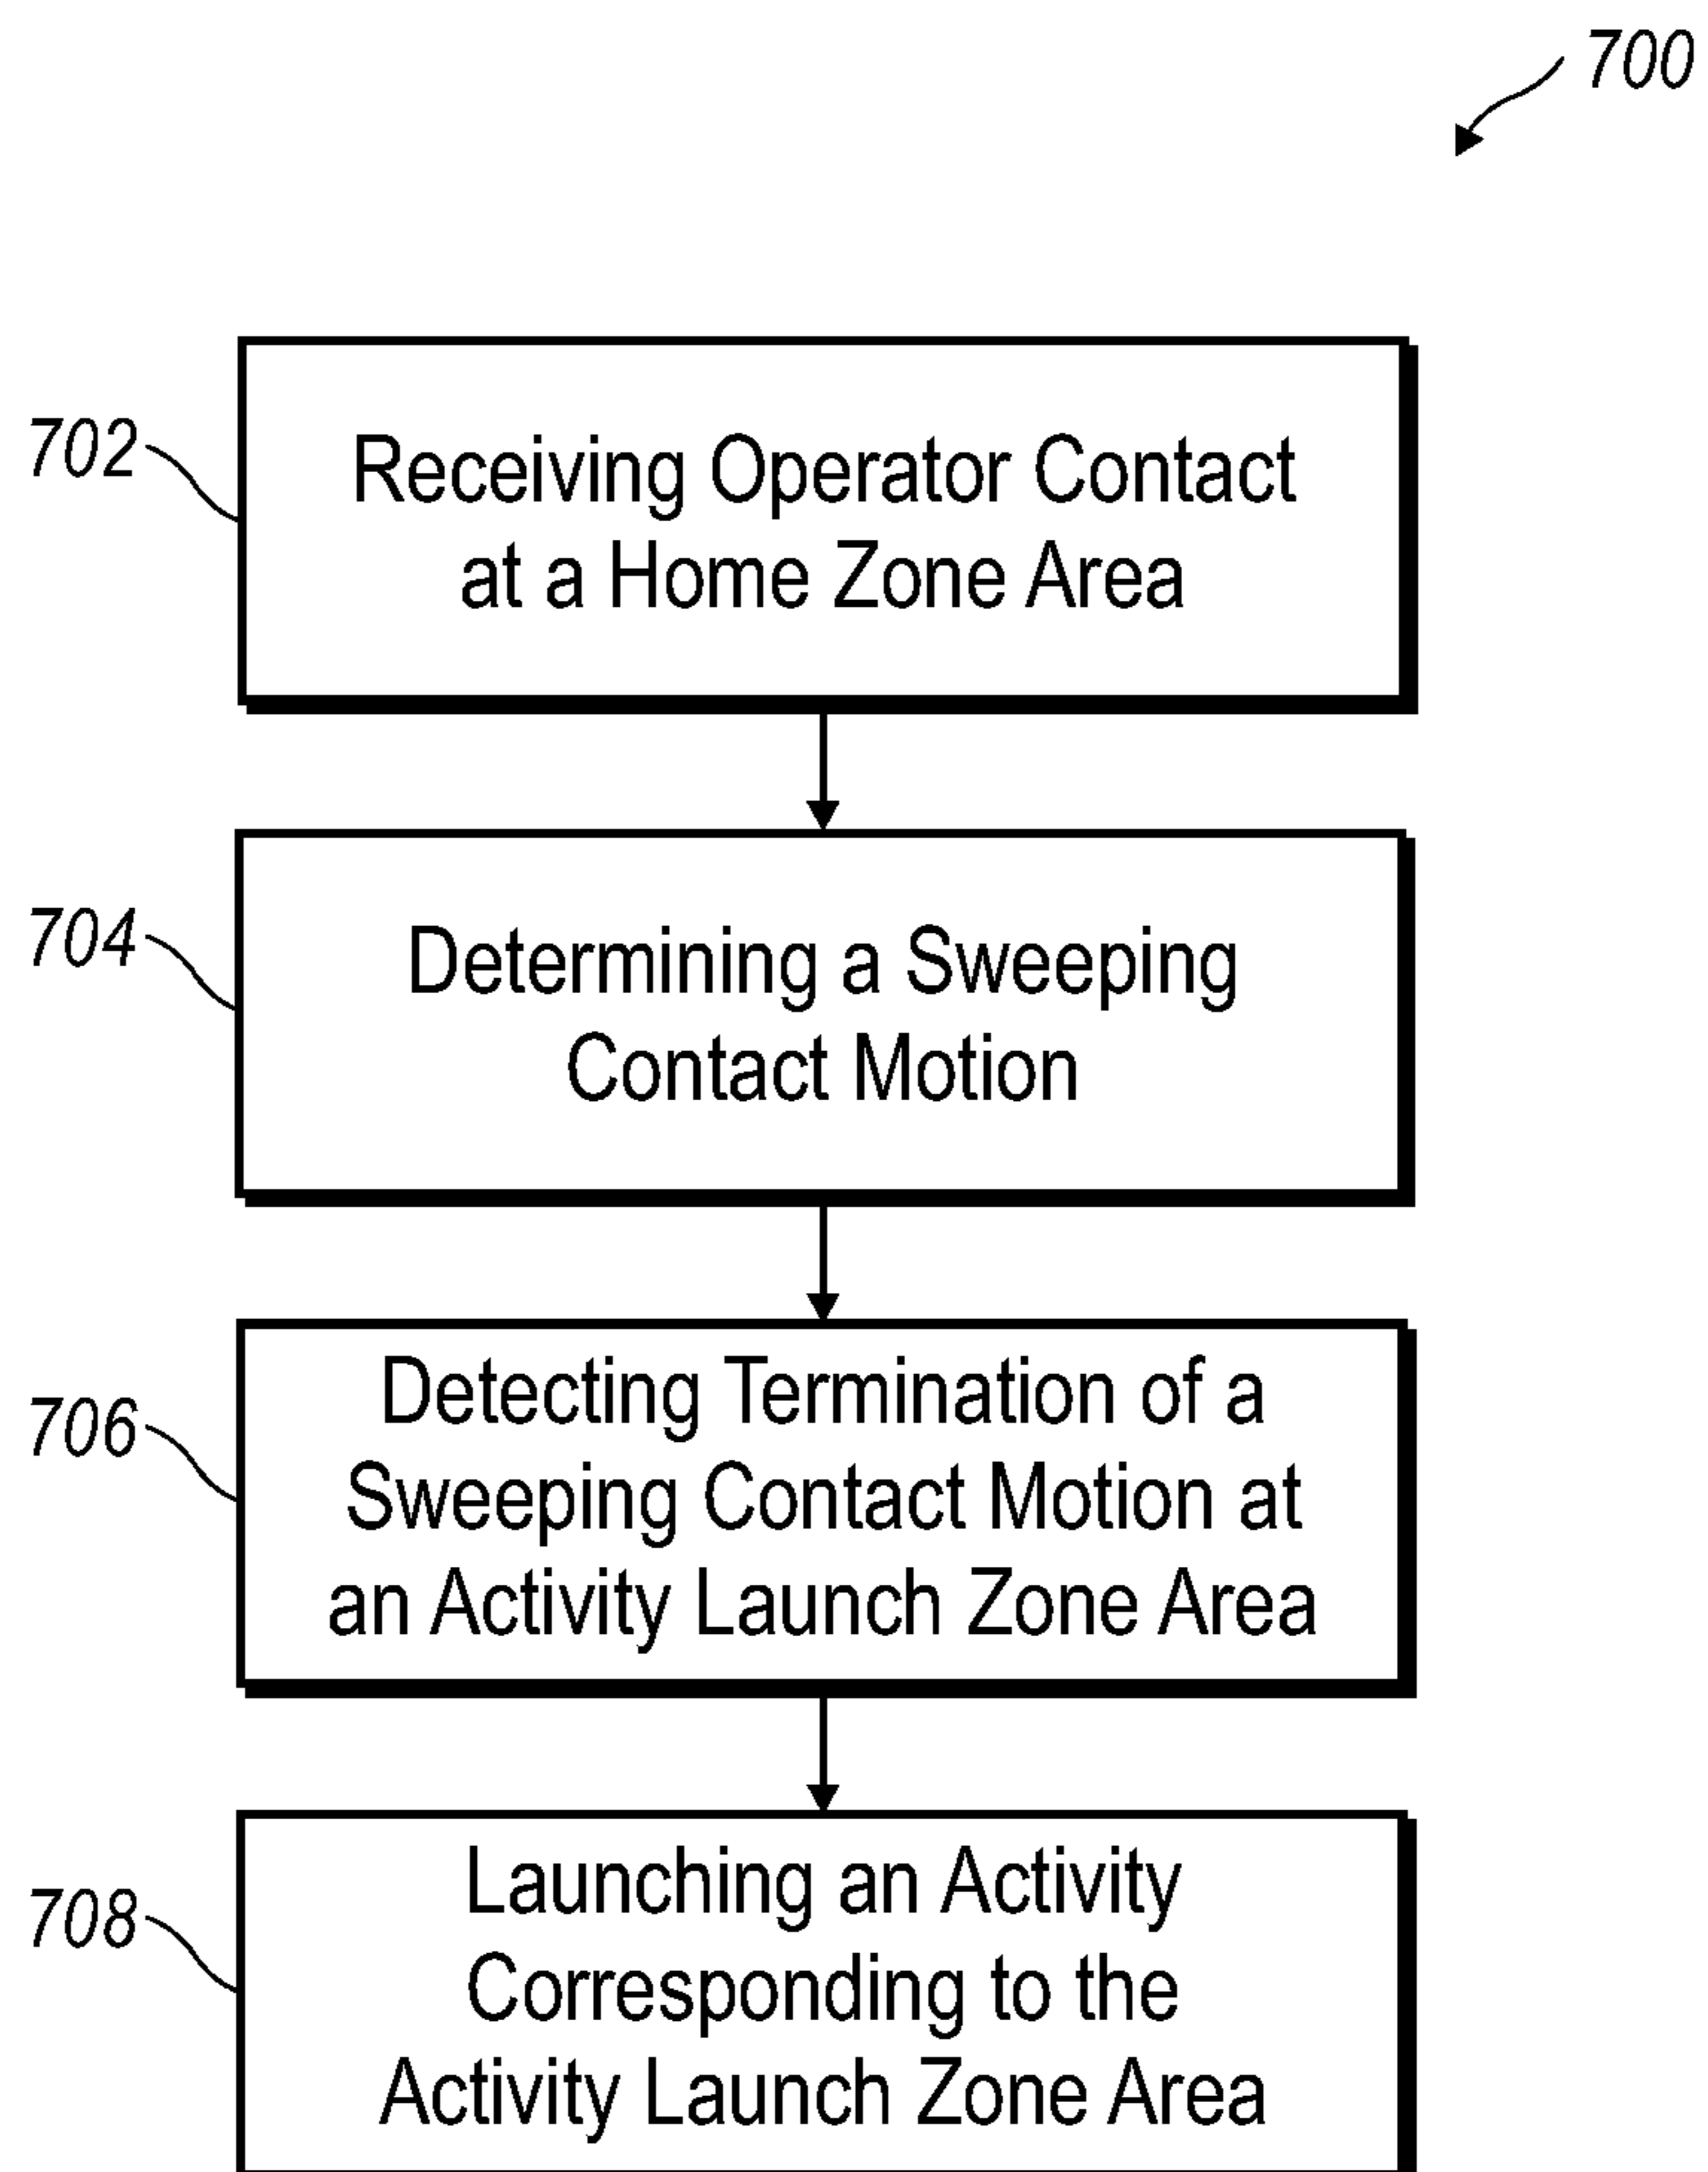 700
702
Receiving Operator Contact
at a Home Zone Area
704
Determining a Sweeping
Contact Motion
706
Detecting Termination of a
Sweeping Contact Motion at
an Activity Launch Zone Area
708
Launching an Activity
Corresponding to the
Activity Launch Zone Area